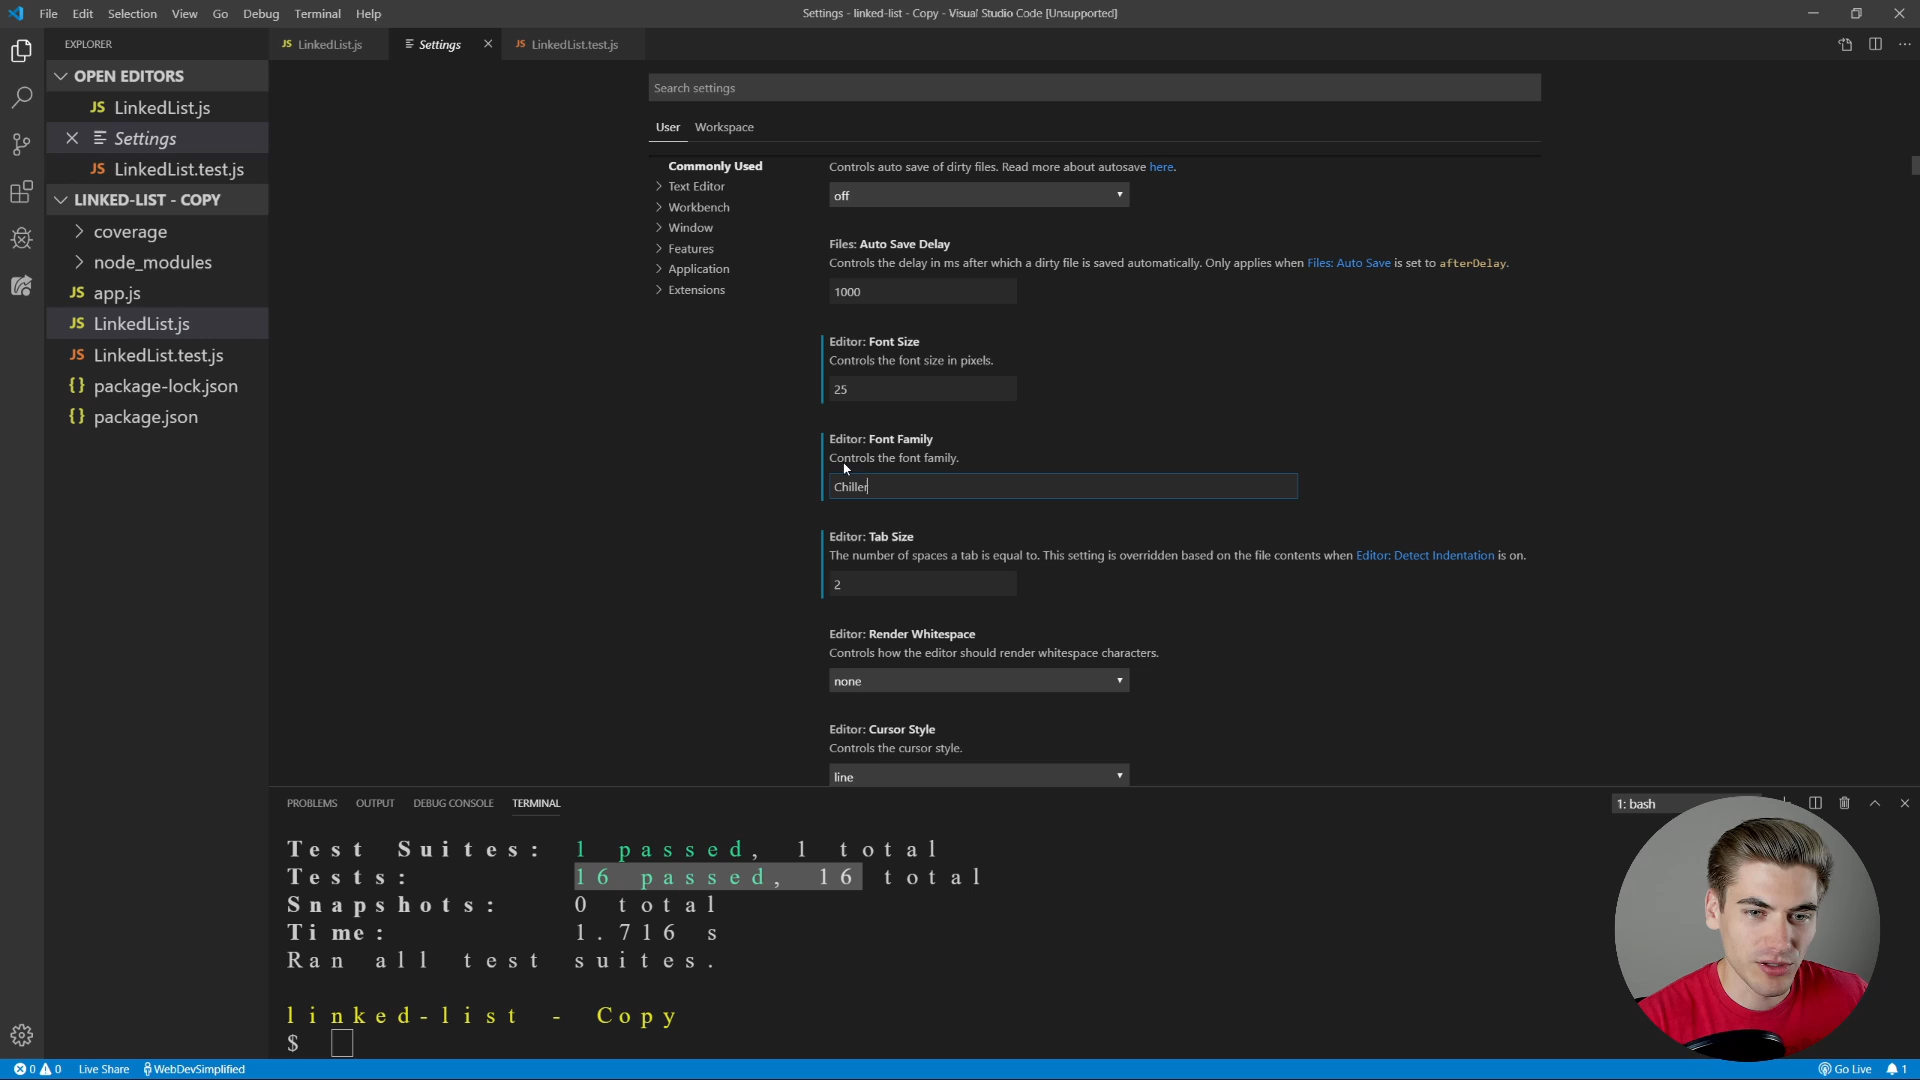 File Edit Selection View Go Debug Terminal Help
Settings - linked-list - Copy - Visual Studio Code [Unsupported]
EXPLORER
JS LinkedList.js
Settings
JS LinkedList.test.js
OPEN EDITORS
JS LinkedList.js
Settings
JS LinkedList.test.js
LINKED-LIST - COPY
coverage
node_modules
JS app.js
JS LinkedList.js
JS LinkedList.test.js
{} package-lock.json
{} package.json
Search settings
User Workspace
Commonly Used
Text Editor
Workbench
Window
Features
Application
Extensions
Controls auto save of dirty files. Read more about autosave here.
off
Files: Auto Save Delay
Controls the delay in ms after which a dirty file is saved automatically. Only applies when Files: Auto Save is set to afterDelay.
1000
Editor: Font Size
Controls the font size in pixels.
25
Editor: Font Family
Controls the font family.
Chiller
Editor: Tab Size
The number of spaces a tab is equal to. This setting is overridden based on the file contents when Editor: Detect Indentation is on.
2
Editor: Render Whitespace
Controls how the editor should render whitespace characters.
none
Editor: Cursor Style
Controls the cursor style.
line
PROBLEMS OUTPUT DEBUG CONSOLE TERMINAL
1: bash
Test Suites: 1 passed, 1 total
Tests: 16 passed, 16 total
Snapshots: 0 total
Time: 1.716 s
Ran all test suites.
linked-list - Copy
$
0 0 Live Share WebDevSimplified
Go Live 1